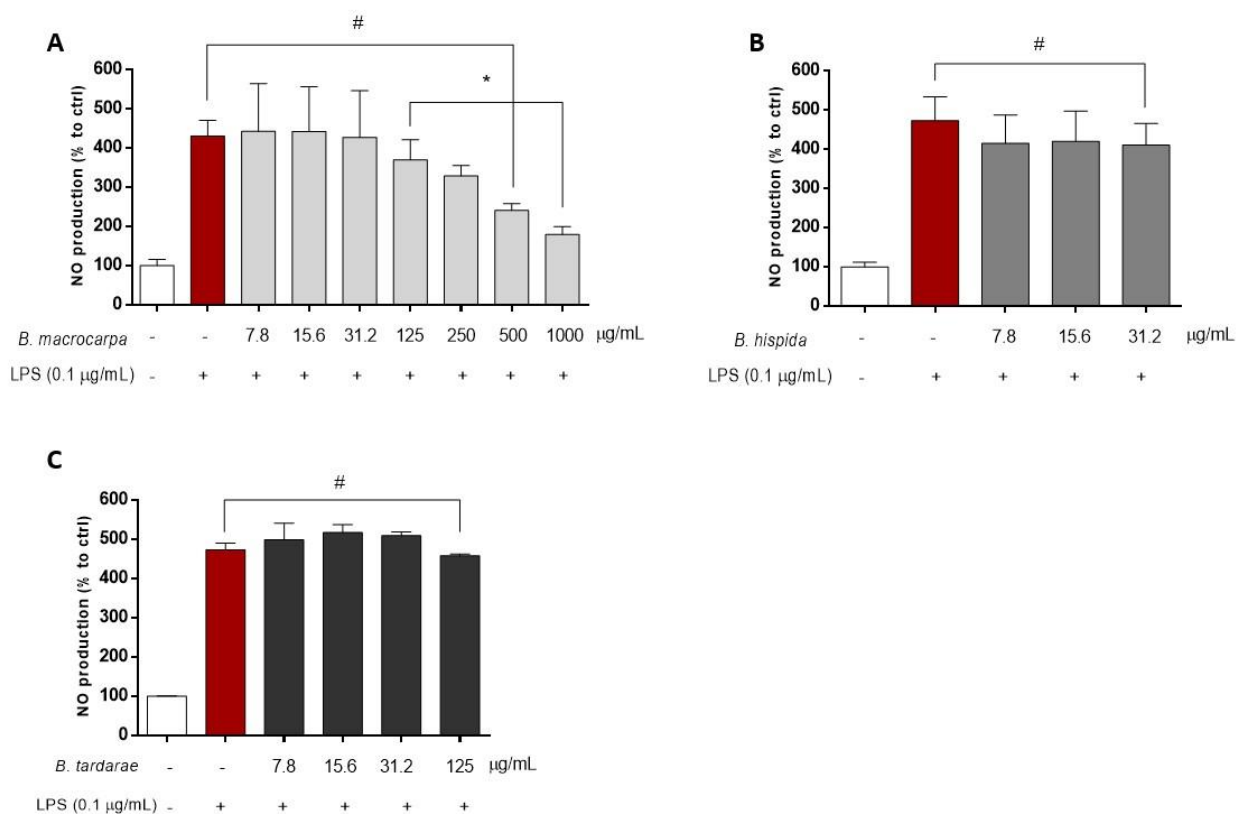 A
#
*
NO production (% to ctrl)
600
500
400
300
200
100
0
B. macrocarpa - - 7.8 15.6 31.2 125 250 500 1000 μg/mL
LPS (0.1 μg/mL) - + + + + + + + +
B
#
NO production (% to ctrl)
600
500
400
300
200
100
0
B. hispida - - 7.8 15.6 31.2 μg/mL
LPS (0.1 μg/mL) - + + + +
C
#
NO production (% to ctrl)
600
500
400
300
200
100
0
B. tardarae - - 7.8 15.6 31.2 125 μg/mL
LPS (0.1 μg/mL) - + + + + +